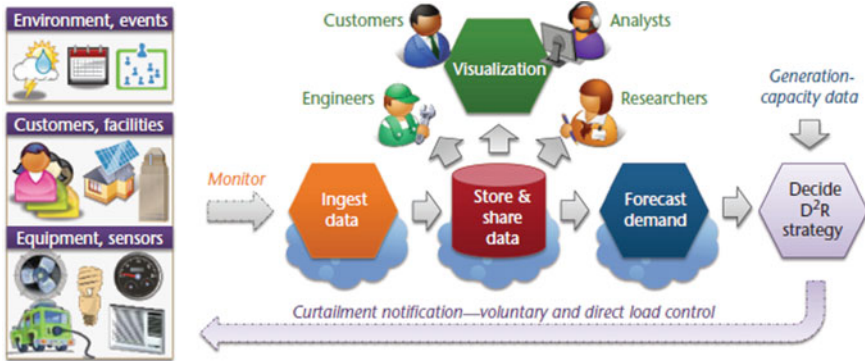 Environment, events
Customers, facilities
Equipment, sensors
Monitor
Customers
Analysts
Visualization
Engineers
Researchers
Ingest
data
Store &
share
data
Forecast
demand
Generation-
capacity data
Decide
D²R
strategy
Curtailment notification—voluntary and direct load control